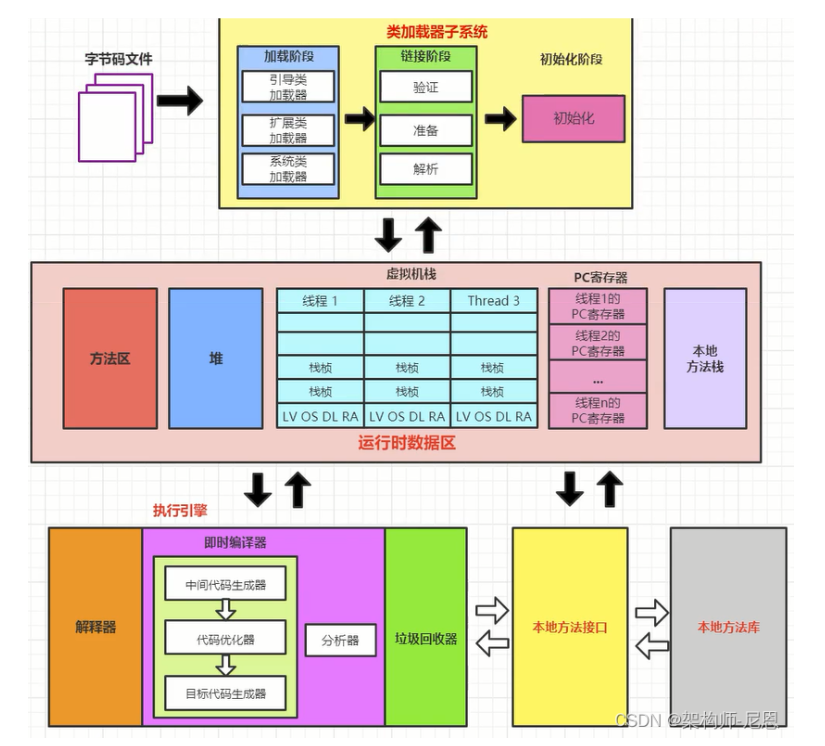 类加载器子系统
字节码文件
加载阶段
引导类
加载器
扩展类
加载器
系统类
加载器
链接阶段
验证
准备
解析
初始化阶段
初始化
虚拟机栈
PC寄存器
方法区
堆
线程 1
线程 2
Thread 3
栈桢
栈桢
栈桢
栈桢
栈桢
栈桢
LV OS DL RA
LV OS DL RA
LV OS DL RA
线程1的
PC寄存器
线程2的
PC寄存器
...
线程n的
PC寄存器
本地
方法栈
运行时数据区
执行引擎
解释器
即时编译器
中间代码生成器
代码优化器
目标代码生成器
分析器
垃圾回收器
本地方法接口
本地方法库
CSDN @架构师-尼恩